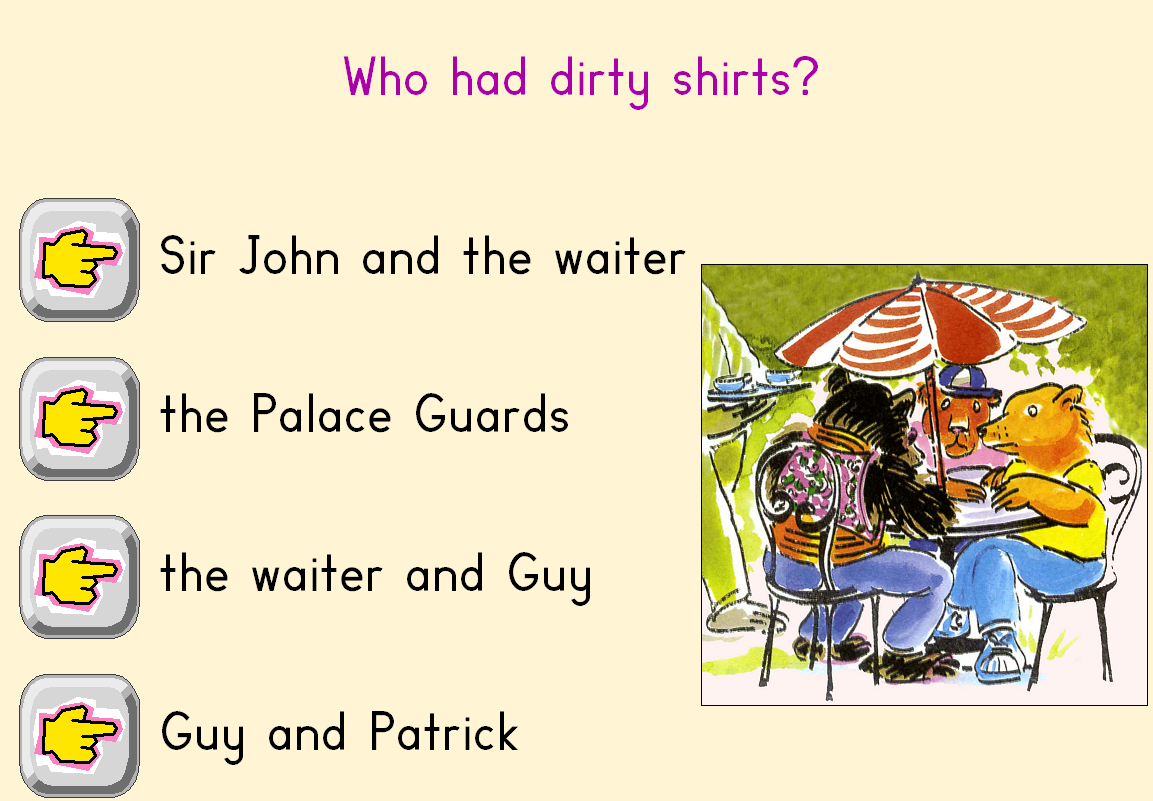 Who had dirty shirts?
Sir John and the waiter
the Palace Guards
the waiter and Guy
Guy and Patrick